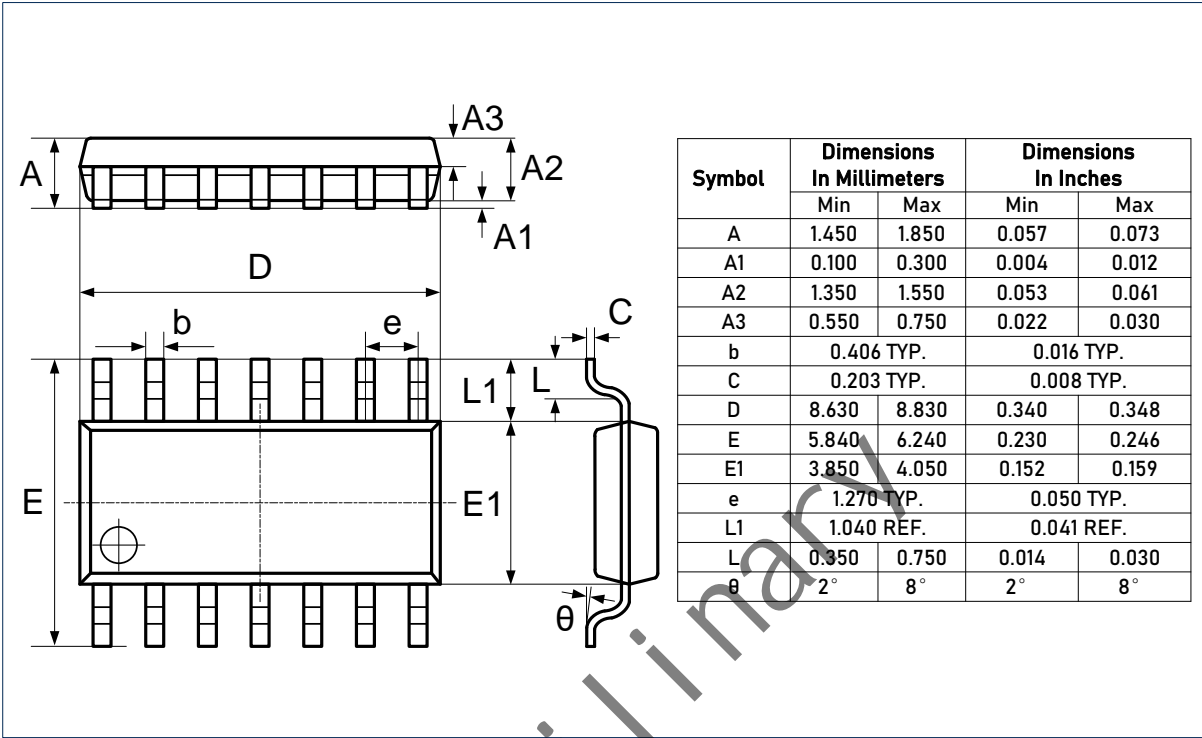 A3
A
A2
A1
D
b
e
C
L1
L
E
E1
θ
Symbol Dimensions In Millimeters Dimensions In Inches
Min Max Min Max
A 1.450 1.850 0.057 0.073
A1 0.100 0.300 0.004 0.012
A2 1.350 1.550 0.053 0.061
A3 0.550 0.750 0.022 0.030
b 0.406 TYP. 0.016 TYP.
C 0.203 TYP. 0.008 TYP.
D 8.630 8.830 0.340 0.348
E 5.840 6.240 0.230 0.246
E1 3.850 4.050 0.152 0.159
e 1.270 TYP. 0.050 TYP.
L1 1.040 REF. 0.041 REF.
L 0.350 0.750 0.014 0.030
θ 2° 8° 2° 8°
linary